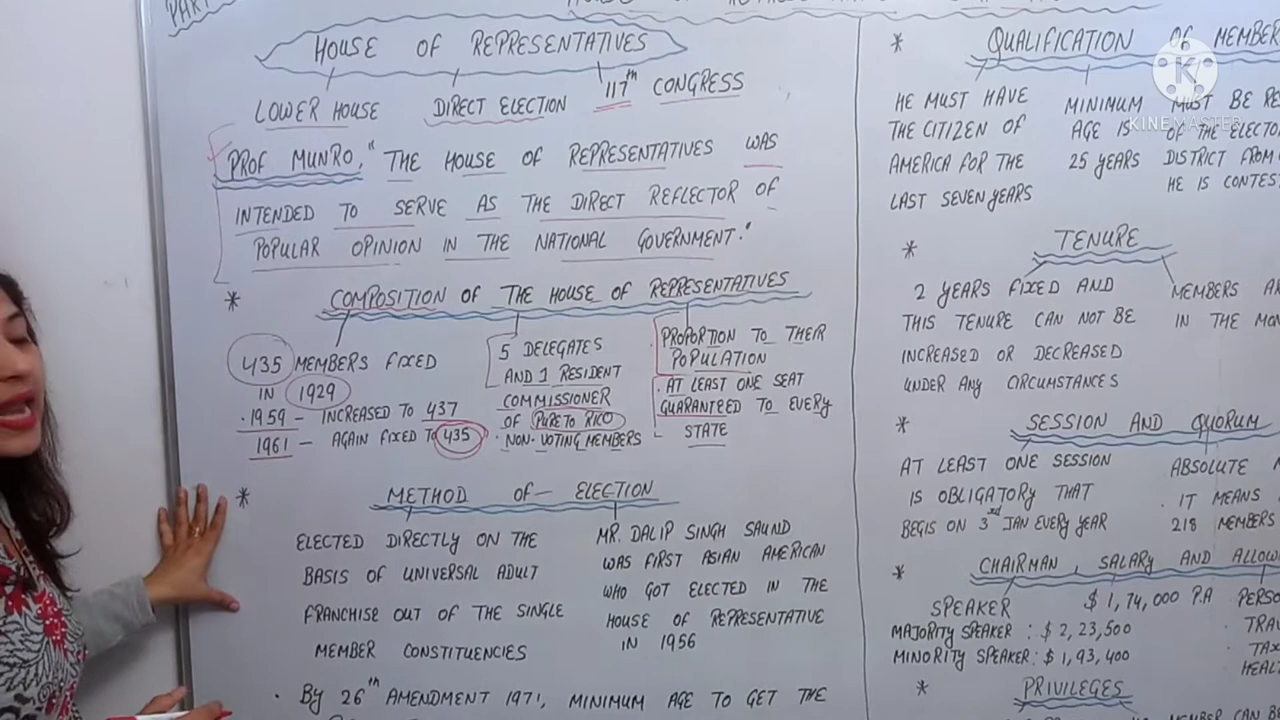 PART
HOUSE OF REPRESENTATIVES
LOWER HOUSE DIRECT ELECTION 117th CONGRESS
PROF MUNRO, " THE HOUSE OF REPRESENTATIVES WAS
INTENDED TO SERVE AS THE DIRECT REFLECTOR OF
POPULAR OPINION IN THE NATIONAL GOVERNMENT."
* COMPOSITION OF THE HOUSE OF REPRESENTATIVES
435 MEMBERS FIXED
IN 1929
· 1959 - INCREASED TO 437
1961 - AGAIN FIXED TO 435
5 DELEGATES
AND 1 RESIDENT
COMMISSIONER
OF PURETO RICO
· NON-VOTING MEMBERS
· PROPORTION TO THEIR
POPULATION
· AT LEAST ONE SEAT
GUARANTEED TO EVERY
STATE
* METHOD OF - ELECTION
ELECTED DIRECTLY ON THE
BASIS OF UNIVERSAL ADULT
FRANCHISE OUT OF THE SINGLE
MEMBER CONSTITUENCIES
MR. DALIP SINGH SAUND
WAS FIRST ASIAN AMERICAN
WHO GOT ELECTED IN THE
HOUSE OF REPRESENTATIVE
IN 1956
· BY 26th AMENDMENT 1971, MINIMUM AGE TO GET THE
* QUALIFICATION OF MEMBER
HE MUST HAVE
THE CITIZEN OF
AMERICA FOR THE
LAST SEVEN YEARS
MINIMUM
AGE IS
25 YEARS
MUST BE RE
OF THE ELECTO
DISTRICT FROM
HE IS CONTES
K
KINEMASTER
* TENURE
2 YEARS FIXED AND
THIS TENURE CAN NOT BE
INCREASED OR DECREASED
UNDER ANY CIRCUMSTANCES
MEMBERS A
IN THE MO
* SESSION AND QUORUM
AT LEAST ONE SESSION
IS OBLIGATORY THAT
BEGIS ON 3rd JAN EVERY YEAR
ABSOLUTE
· IT MEANS
218 MEMBERS
* CHAIRMAN, SALARY AND ALLOW
SPEAKER $ 1,74,000 P.A
MAJORITY SPEAKER : $ 2,23,500
MINORITY SPEAKER : $ 1,93,400
PERSO
· TRA
· TAX
HEAL
* PRIVILEGES
MEMBER CAN BE